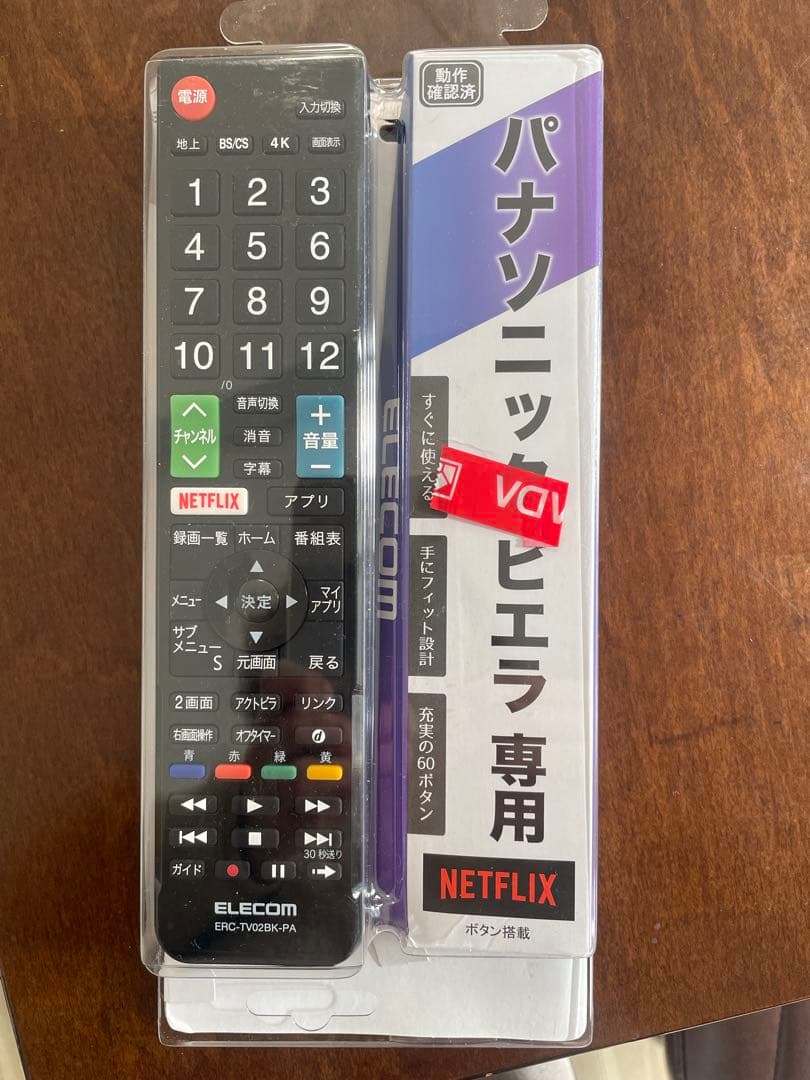 電源
入力切換
地上 BS/CS 4K 画面表示
1 2 3
4 5 6
7 8 9
10 11 12
/0
チャンネル
音声切換
消音
字幕
+
音量
−
NETFLIX アプリ
録画一覧 ホーム 番組表
メニュー 決定 マイ
アプリ
サブ
メニュー
S 元画面 戻る
2画面 アクトビラ リンク
右画面操作 オフタイマー d
青 赤 緑 黄
30秒送り
ガイド
ELECOM
ERC-TV02BK-PA
ELECOM
動作
確認済
パナソニック ビエラ 専用
すぐに使える
手にフィット設計
充実の60ボタン
NETFLIX
ボタン搭載